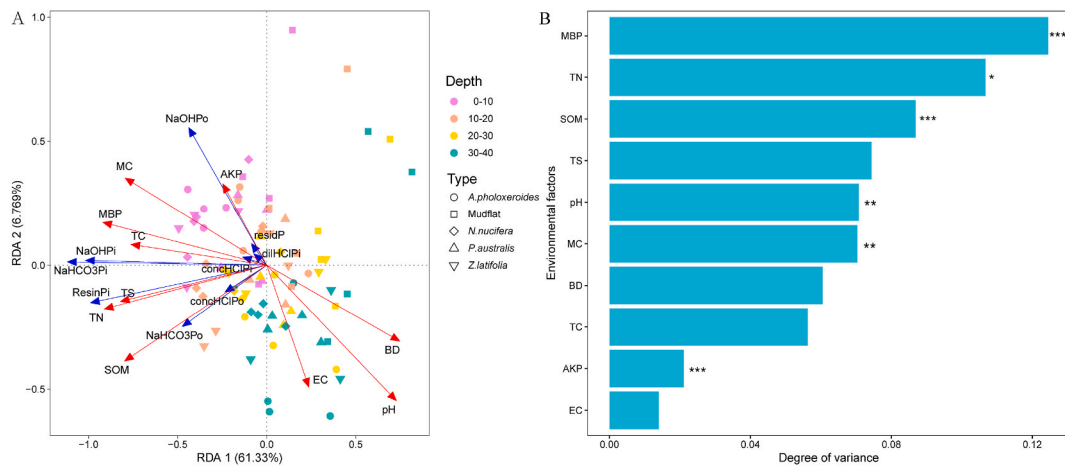 A
RDA 2 (6.769%)
1.0
0.5
0.0
−0.5
NaOHPo
MC
AKP
MBP
TC
residP
dilHClPi
NaOHPi
NaHCO3Pi
concHClPi
ResinPi
TS
concHClPo
TN
NaHCO3Po
SOM
EC
BD
pH
−1.0
−0.5
0.0
0.5
RDA 1 (61.33%)
Depth
0-10
10-20
20-30
30-40
Type
A.pholoxeroides
Mudflat
N.nucifera
P.australis
Z.latifolia
B
Environmental factors
MBP ***
TN *
SOM ***
TS
pH **
MC **
BD
TC
AKP ***
EC
0.00
0.04
0.08
0.12
Degree of variance